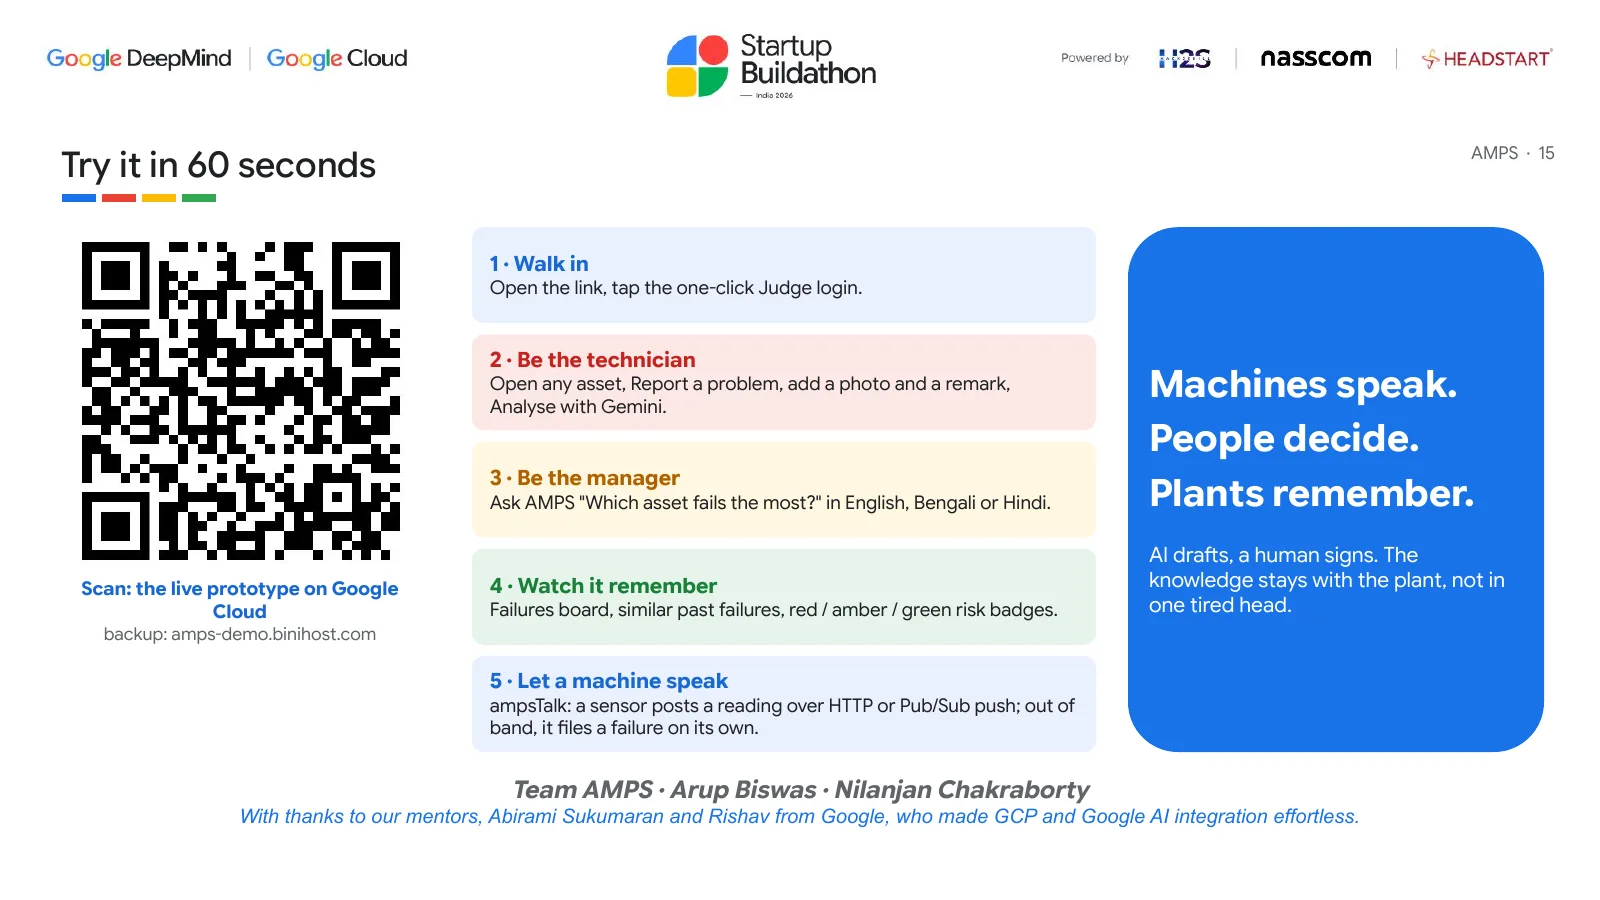 Google DeepMind
Google Cloud
Startup
Buildathon
India 2026
Powered by
H2S
HACK2SKILL
nasscom
HEADSTART
Try it in 60 seconds
AMPS · 15
Scan: the live prototype on Google
Cloud
backup: amps-demo.binihost.com
1 · Walk in
Open the link, tap the one-click Judge login.
2 · Be the technician
Open any asset, Report a problem, add a photo and a remark,
Analyse with Gemini.
3 · Be the manager
Ask AMPS "Which asset fails the most?" in English, Bengali or Hindi.
4 · Watch it remember
Failures board, similar past failures, red / amber / green risk badges.
5 · Let a machine speak
ampsTalk: a sensor posts a reading over HTTP or Pub/Sub push; out of
band, it files a failure on its own.
Machines speak.
People decide.
Plants remember.
AI drafts, a human signs. The
knowledge stays with the plant, not in
one tired head.
Team AMPS · Arup Biswas · Nilanjan Chakraborty
With thanks to our mentors, Abirami Sukumaran and Rishav from Google, who made GCP and Google AI integration effortless.